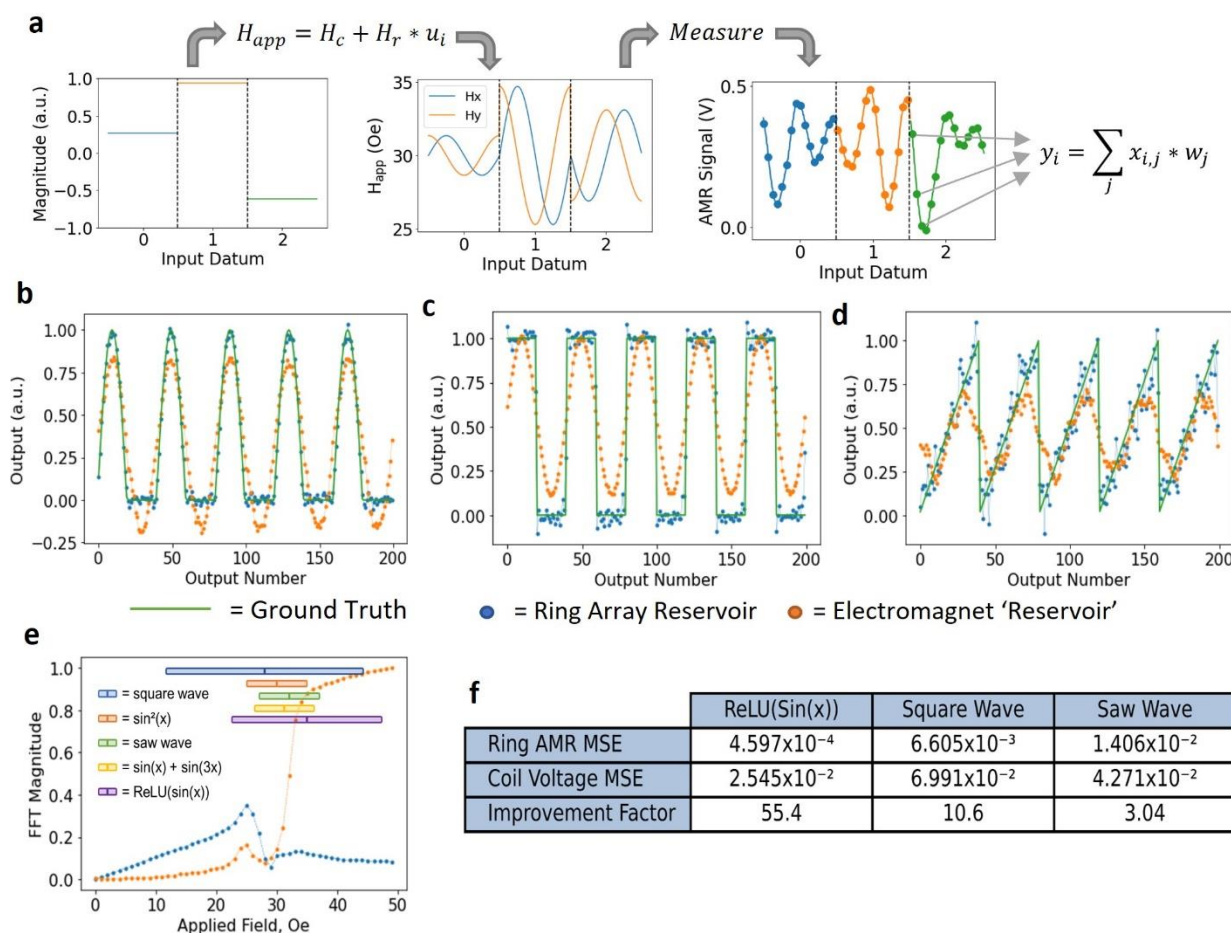 a
H_app = H_c + H_r * u_i
Measure
Magnitude (a.u.)
1.0
0.5
0.0
−0.5
−1.0
0 1 2
Input Datum
H_app (Oe)
35
30
25
Hx
Hy
0 1 2
Input Datum
AMR Signal (V)
0.5
0.0
0 1 2
Input Datum
y_i = ∑_j x_{i,j} * w_j
b
Output (a.u.)
1.00
0.75
0.50
0.25
0.00
−0.25
0 50 100 150 200
Output Number
c
Output (a.u.)
1.00
0.75
0.50
0.25
0.00
0 50 100 150 200
Output Number
d
Output (a.u.)
1.00
0.75
0.50
0.25
0.00
0 50 100 150 200
Output Number
= Ground Truth
= Ring Array Reservoir
= Electromagnet ‘Reservoir’
e
FFT Magnitude
1.0
0.8
0.6
0.4
0.2
0.0
= square wave
= sin²(x)
= saw wave
= sin(x) + sin(3x)
= ReLU(sin(x))
0 10 20 30 40 50
Applied Field, Oe
f
ReLU(Sin(x)) Square Wave Saw Wave
Ring AMR MSE 4.597x10⁻⁴ 6.605x10⁻³ 1.406x10⁻²
Coil Voltage MSE 2.545x10⁻² 6.991x10⁻² 4.271x10⁻²
Improvement Factor 55.4 10.6 3.04